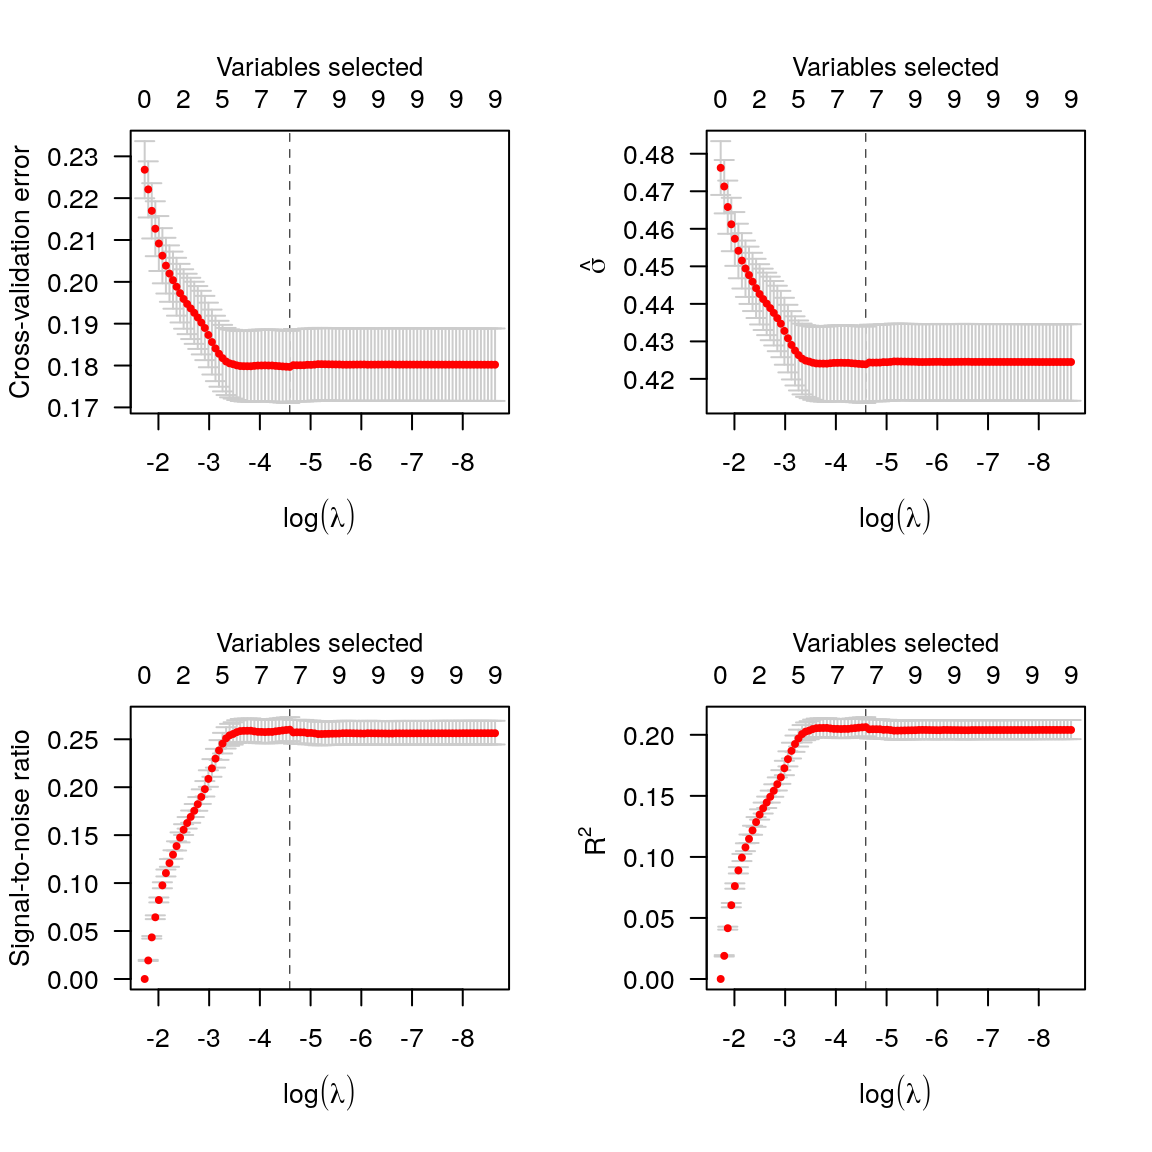 Variables selected
0 2 5 7 7 9 9 9 9 9
Cross-validation error
0.23
0.22
0.21
0.20
0.19
0.18
0.17
-2 -3 -4 -5 -6 -7 -8
log(λ)
Variables selected
0 2 5 7 7 9 9 9 9 9
σ̂
0.48
0.47
0.46
0.45
0.44
0.43
0.42
-2 -3 -4 -5 -6 -7 -8
log(λ)
Variables selected
0 2 5 7 7 9 9 9 9 9
Signal-to-noise ratio
0.25
0.20
0.15
0.10
0.05
0.00
-2 -3 -4 -5 -6 -7 -8
log(λ)
Variables selected
0 2 5 7 7 9 9 9 9 9
R²
0.20
0.15
0.10
0.05
0.00
-2 -3 -4 -5 -6 -7 -8
log(λ)